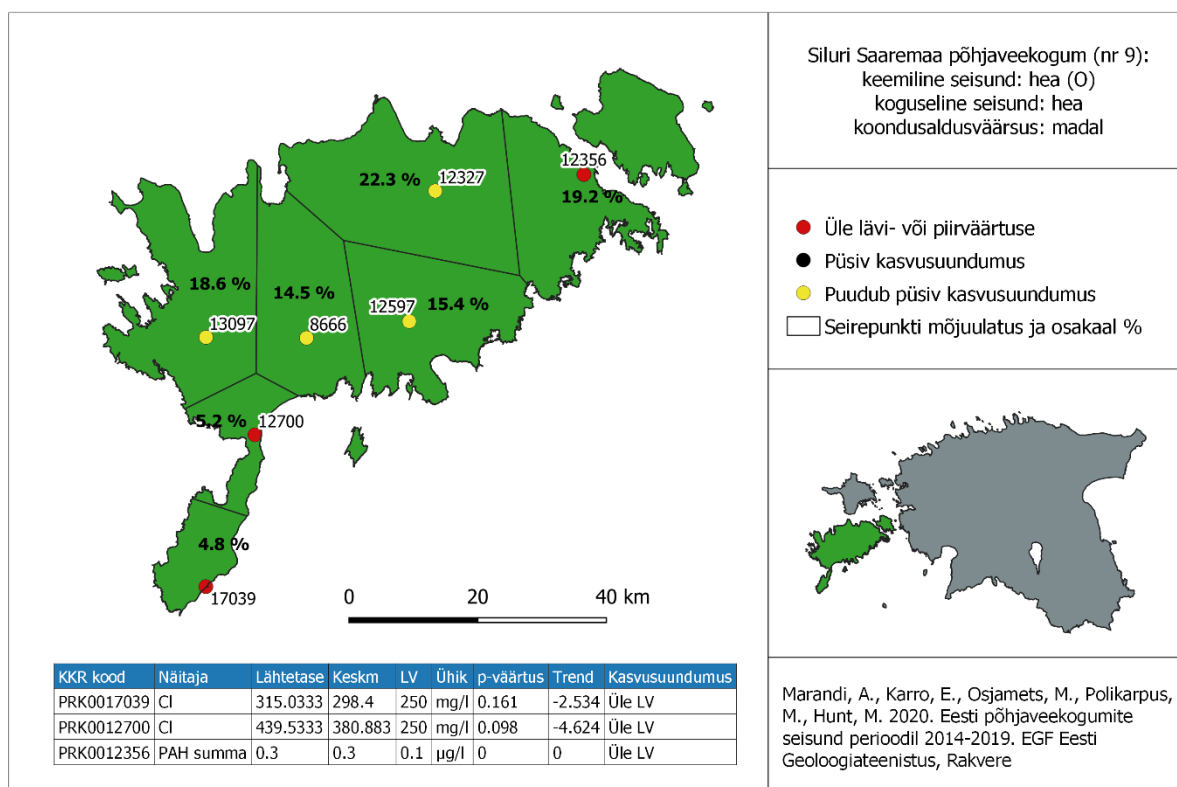 Siluri Saaremaa põhjaveekogum (nr 9):
keemiline seisund: hea (O)
koguseline seisund: hea
koondusaldusväärsus: madal
12356
22.3 %
12327
19.2 %
Üle lävi- või piirväärtuse
Püsiv kasvusuundumus
Puudub püsiv kasvusuundumus
Seirepunkti mõjuulatus ja osakaal %
18.6 %
14.5 %
12597
15.4 %
13097
8666
5.2 %
12700
4.8 %
17039
0 20 40 km
KKR kood Näitaja Lähtetase Keskm LV Ühik p-väärtus Trend Kasvusuundumus
PRK0017039 Cl 315.0333 298.4 250 mg/l 0.161 -2.534 Üle LV
PRK0012700 Cl 439.5333 380.883 250 mg/l 0.098 -4.624 Üle LV
PRK0012356 PAH summa 0.3 0.3 0.1 µg/l 0 0 Üle LV
Marandi, A., Karro, E., Osjamets, M., Polikarpus,
M., Hunt, M. 2020. Eesti põhjaveekogumite
seisund perioodil 2014-2019. EGF Eesti
Geoloogiateenistus, Rakvere